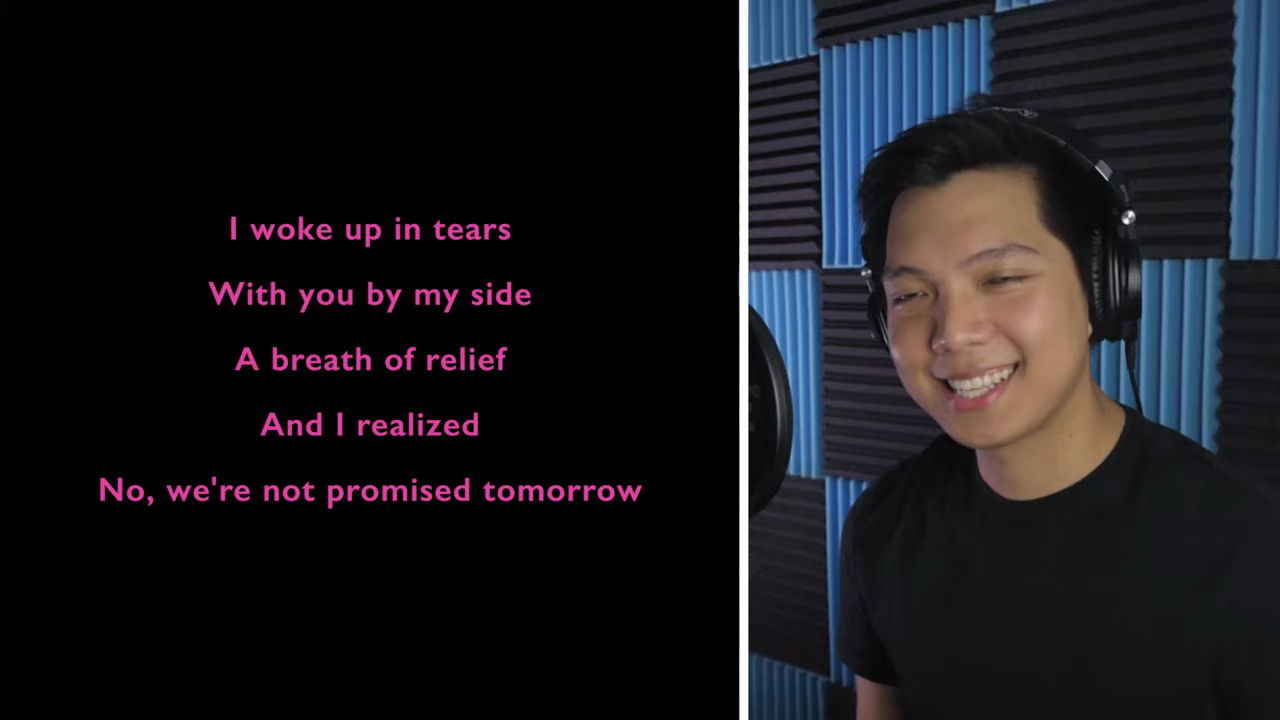 I woke up in tears
With you by my side
A breath of relief
And I realized
No, we're not promised tomorrow